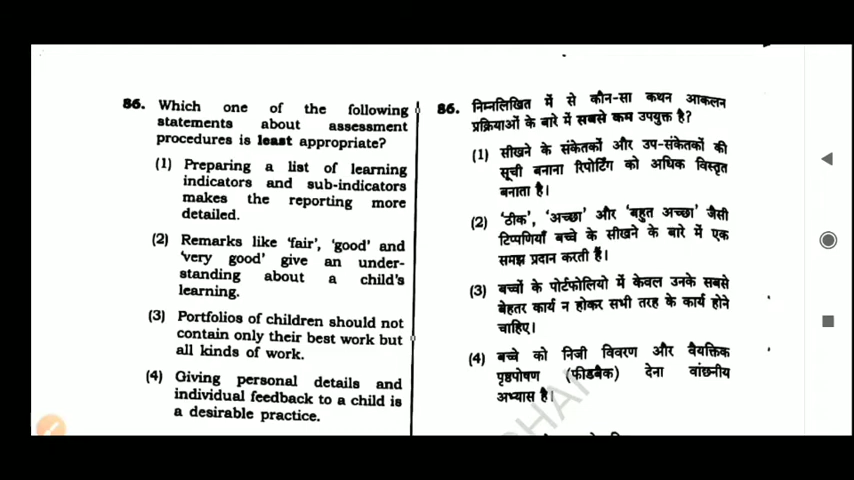 86. Which one of the following
statements about assessment
procedures is least appropriate?
(1) Preparing a list of learning
indicators and sub-indicators
makes the reporting more
detailed.
(2) Remarks like 'fair', 'good' and
'very good' give an under-
standing about a child's
learning.
(3) Portfolios of children should not
contain only their best work but
all kinds of work.
(4) Giving personal details and
individual feedback to a child is
a desirable practice.
86. निम्नलिखित में से कौन-सा कथन आकलन
प्रक्रियाओं के बारे में सबसे कम उपयुक्त है?
(1) सीखने के संकेतकों और उप-संकेतकों की
सूची बनाना रिपोर्टिंग को अधिक विस्तृत
बनाता है।
(2) 'ठीक', 'अच्छा' और 'बहुत अच्छा' जैसी
टिप्पणियाँ बच्चे के सीखने के बारे में एक
समझ प्रदान करती हैं।
(3) बच्चों के पोर्टफोलियो में केवल उनके सबसे
बेहतर कार्य न होकर सभी तरह के कार्य होने
चाहिए।
(4) बच्चे को निजी विवरण और वैयक्तिक
पृष्ठपोषण (फीडबैक) देना वांछनीय
अभ्यास है।